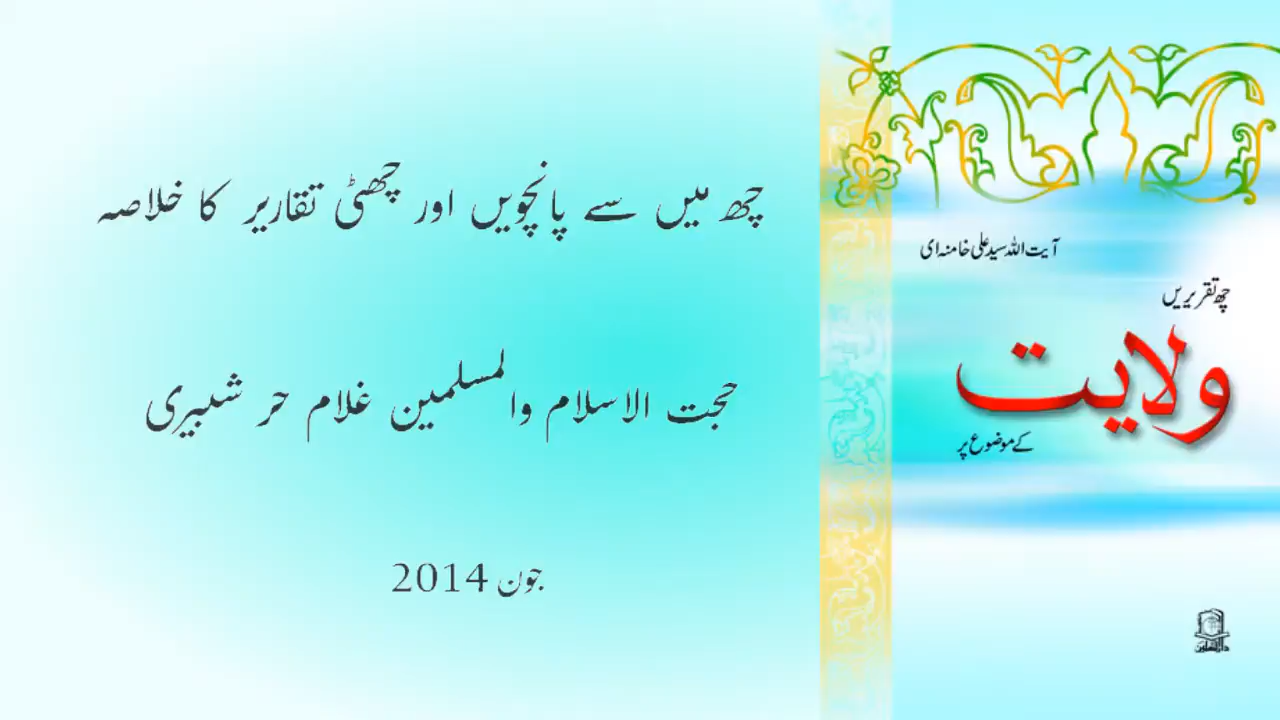 چھ میں سے پانچویں اور چھٹی تقاریر کا خلاصہ
حجت الاسلام والمسلمین غلام حر شبیری
جون 2014
آیت اللہ سید علی خامنہ ای
چھ تقریریں
ولایت
کے موضوع پر
دارالثقلین